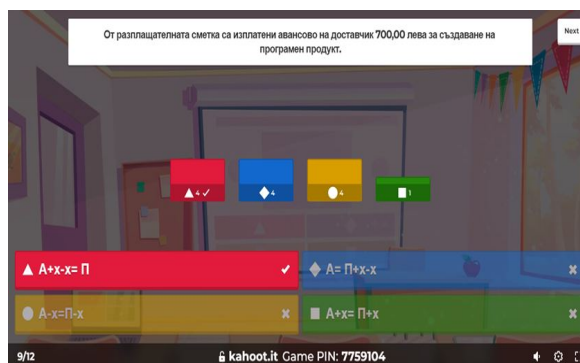 От разплащателната сметка са изплатени авансово на доставчик 700,00 лева за създаване на
програмен продукт.
Next
4
4
4
1
А+х-х= П
А= П+х-х
А-х=П-х
А+х= П+х
9/12
kahoot.it Game PIN: 7759104